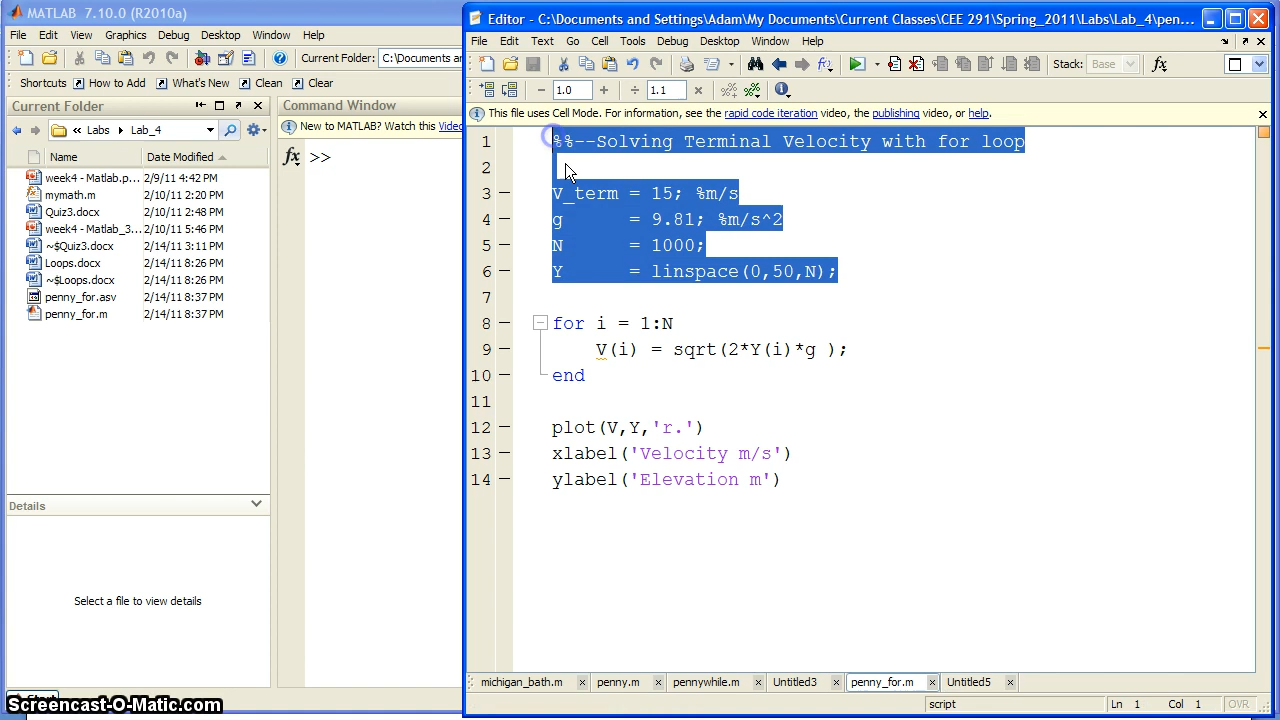 MATLAB 7.10.0 (R2010a)
File Edit View Graphics Debug Desktop Window Help
Current Folder: C:\Documents an
Shortcuts How to Add What's New Clean Clear
Current Folder
Labs Lab_4
Name Date Modified
week4 - Matlab.p... 2/9/11 4:42 PM
mymath.m 2/10/11 2:20 PM
Quiz3.docx 2/10/11 2:48 PM
week4 - Matlab_3... 2/10/11 5:46 PM
~$Quiz3.docx 2/14/11 3:11 PM
Loops.docx 2/14/11 8:26 PM
~$Loops.docx 2/14/11 8:26 PM
penny_for.asv 2/14/11 8:37 PM
penny_for.m 2/14/11 8:37 PM
Details
Select a file to view details
Start
Command Window
New to MATLAB? Watch this Video
fx >>
Editor - C:\Documents and Settings\Adam\My Documents\Current Classes\CEE 291\Spring_2011\Labs\Lab_4\pen...
File Edit Text Go Cell Tools Debug Desktop Window Help
Stack: Base fx
1.0 1.1
This file uses Cell Mode. For information, see the rapid code iteration video, the publishing video, or help.
1 %%--Solving Terminal Velocity with for loop
2
3 V_term = 15; %m/s
4 g = 9.81; %m/s^2
5 N = 1000;
6 Y = linspace(0,50,N);
7
8 for i = 1:N
9 V(i) = sqrt(2*Y(i)*g );
10 end
11
12 plot(V,Y,'r.')
13 xlabel('Velocity m/s')
14 ylabel('Elevation m')
michigan_bath.m penny.m pennywhile.m Untitled3 penny_for.m Untitled5
script Ln 1 Col 1 OVR
Screencast-O-Matic.com